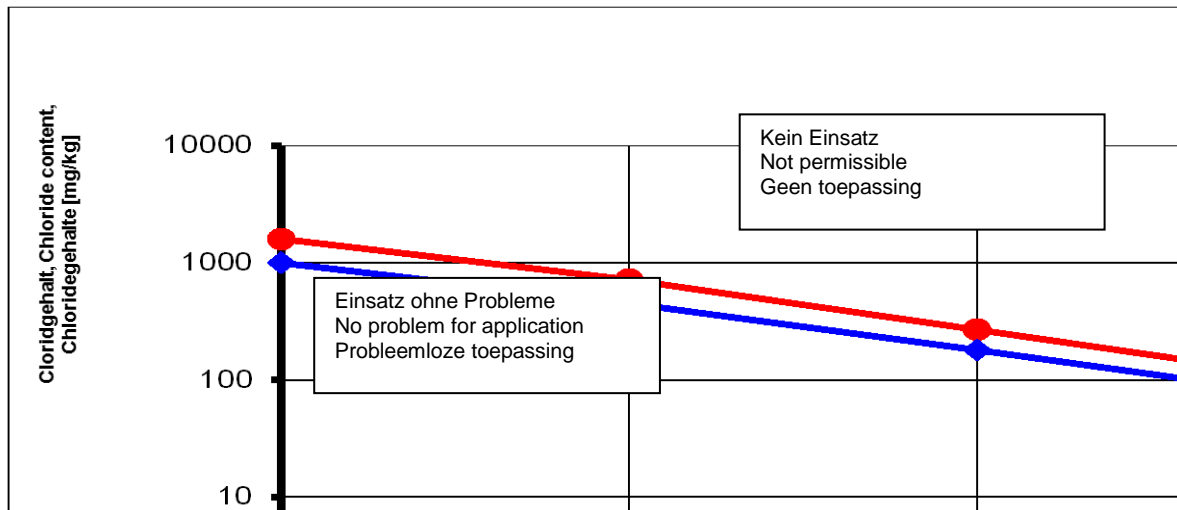 Cloridgehalt, Chloride content,
Chloridegehalte [mg/kg]
10000
1000
100
10
Kein Einsatz
Not permissible
Geen toepassing
Einsatz ohne Probleme
No problem for application
Probleemloze toepassing